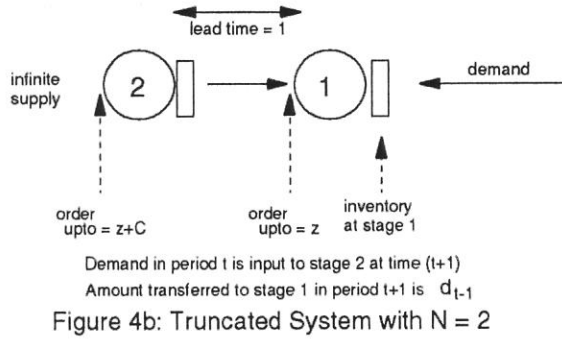 lead time = 1
infinite
supply
2
1
demand
order
upto = z+C
order
upto = z
inventory
at stage 1
Demand in period t is input to stage 2 at time (t+1)
Amount transferred to stage 1 in period t+1 is d_{t-1}
Figure 4b: Truncated System with N = 2